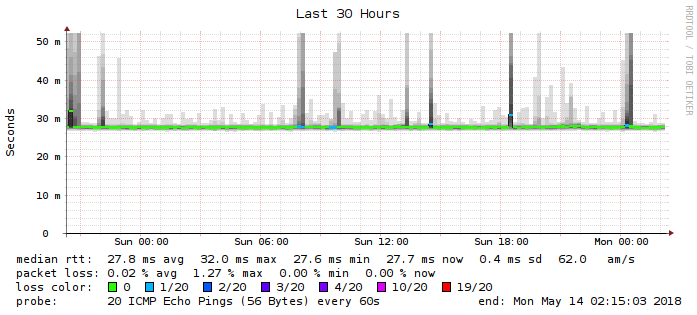 Last 30 Hours
RRDTOOL / TOBI OETIKER
Seconds
50 m
40 m
30 m
20 m
10 m
0
Sun 00:00 Sun 06:00 Sun 12:00 Sun 18:00 Mon 00:00
median rtt: 27.8 ms avg 32.0 ms max 27.6 ms min 27.7 ms now 0.4 ms sd 62.0 am/s
packet loss: 0.02 % avg 1.27 % max 0.00 % min 0.00 % now
loss color: 0 1/20 2/20 3/20 4/20 10/20 19/20
probe: 20 ICMP Echo Pings (56 Bytes) every 60s end: Mon May 14 02:15:03 2018